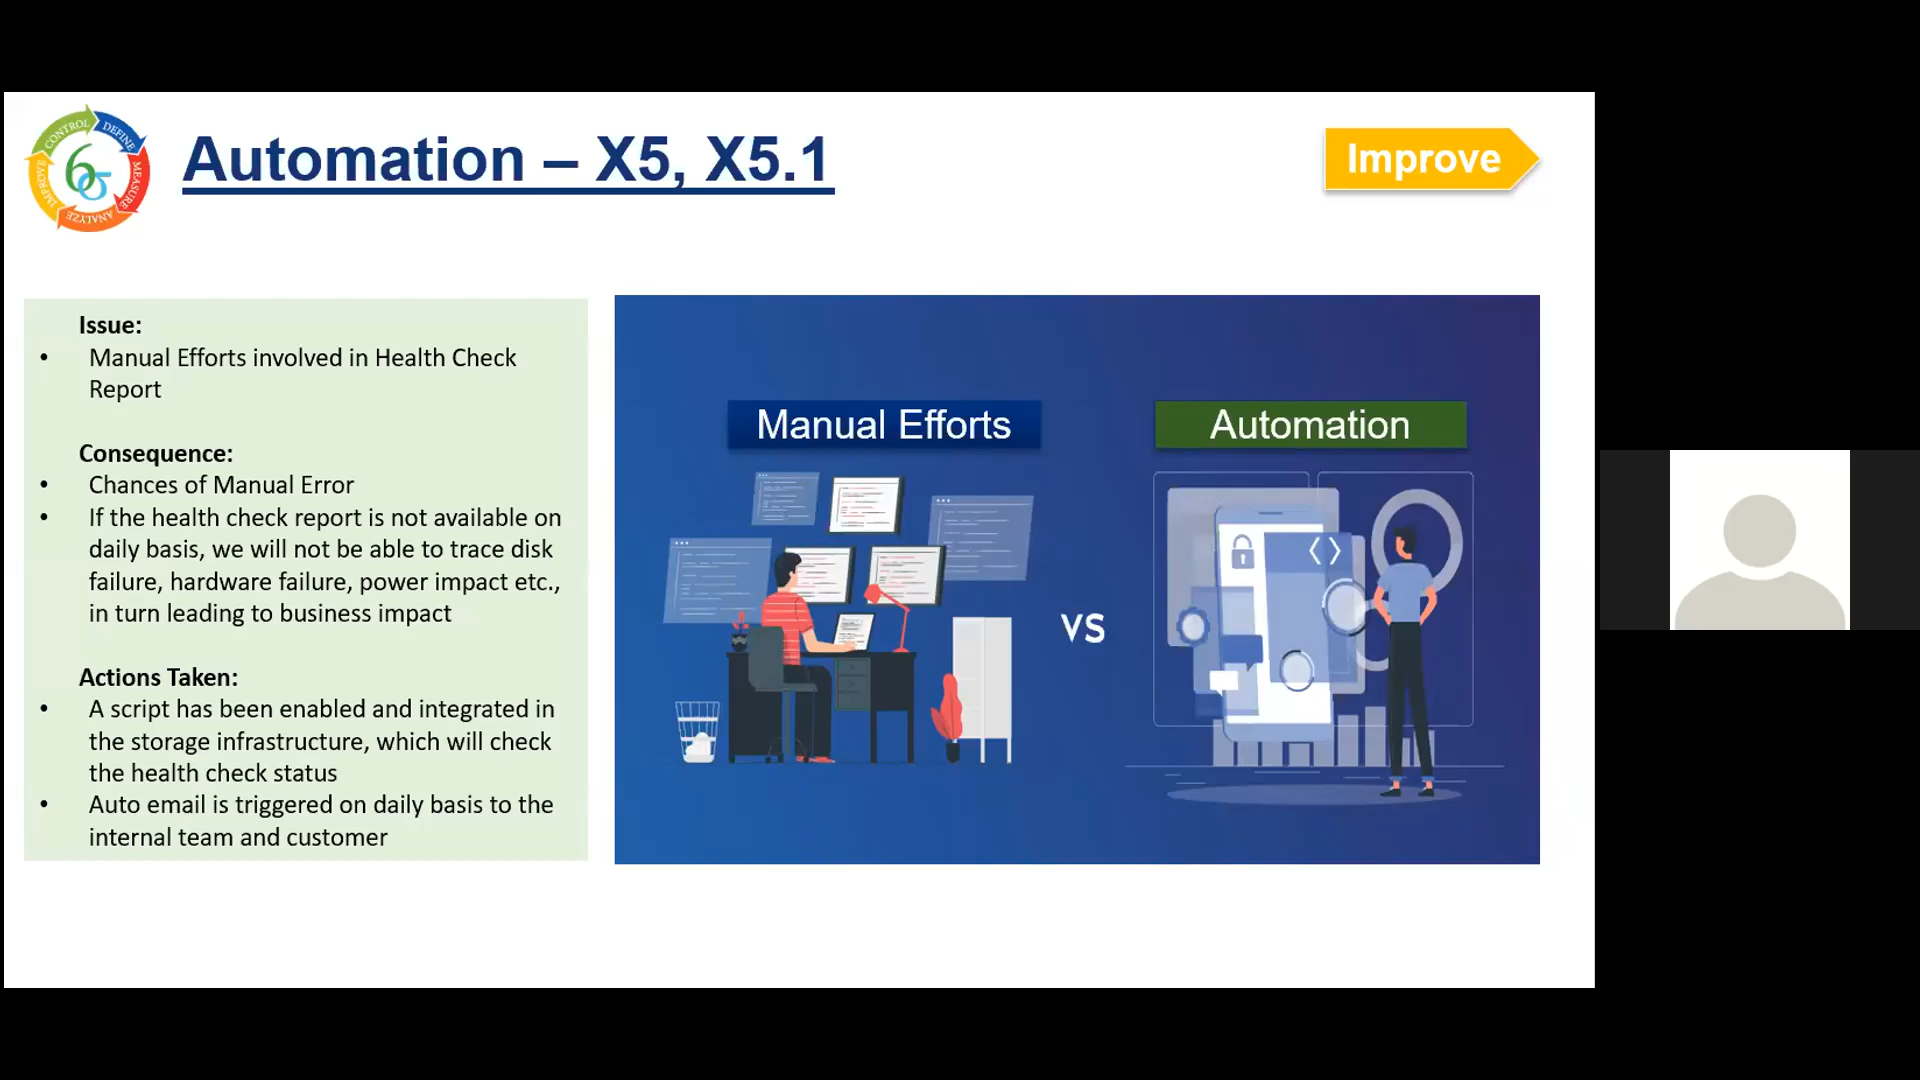 CONTROL
DEFINE
MEASURE
ANALYZE
IMPROVE
6σ
Automation – X5, X5.1
Improve
Issue:
• Manual Efforts involved in Health Check
Report
Consequence:
• Chances of Manual Error
• If the health check report is not available on
daily basis, we will not be able to trace disk
failure, hardware failure, power impact etc.,
in turn leading to business impact
Actions Taken:
• A script has been enabled and integrated in
the storage infrastructure, which will check
the health check status
• Auto email is triggered on daily basis to the
internal team and customer
Manual Efforts
VS
Automation